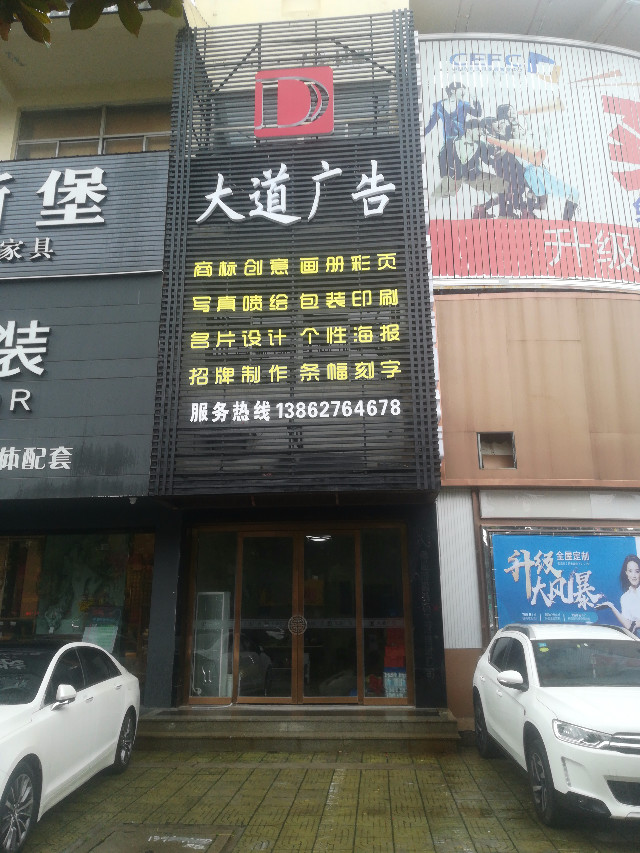 D
大道广告
商标创意 画册彩页
写真喷绘 包装印刷
名片设计 个性海报
招牌制作 条幅刻字
服务热线 13862764678
堡
家具
装
OR
配套
CEFC
升级
升级
大风暴
全屋定制